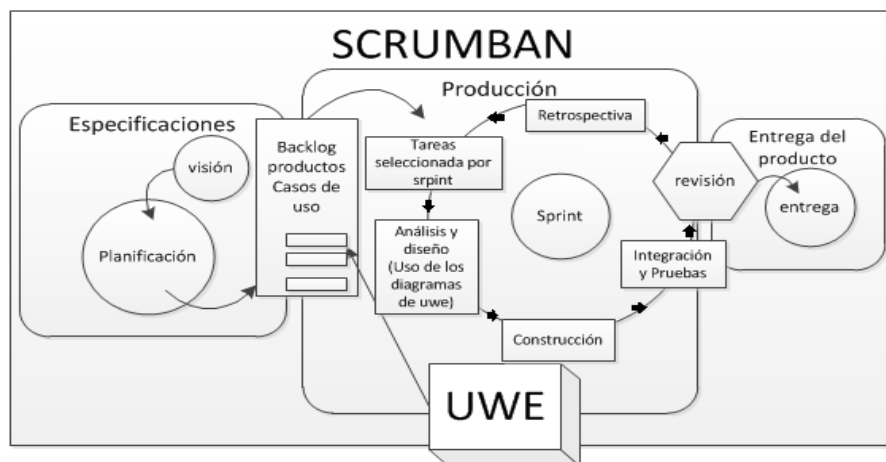 SCRUMBAN
Especificaciones
visión
Planificación
Backlog
productos
Casos de
uso
Producción
Retrospectiva
Tareas
seleccionada por
srpint
Análisis y
diseño
(Uso de los
diagramas
de uwe)
Sprint
Construcción
Integración
y Pruebas
revisión
Entrega del
producto
entrega
UWE